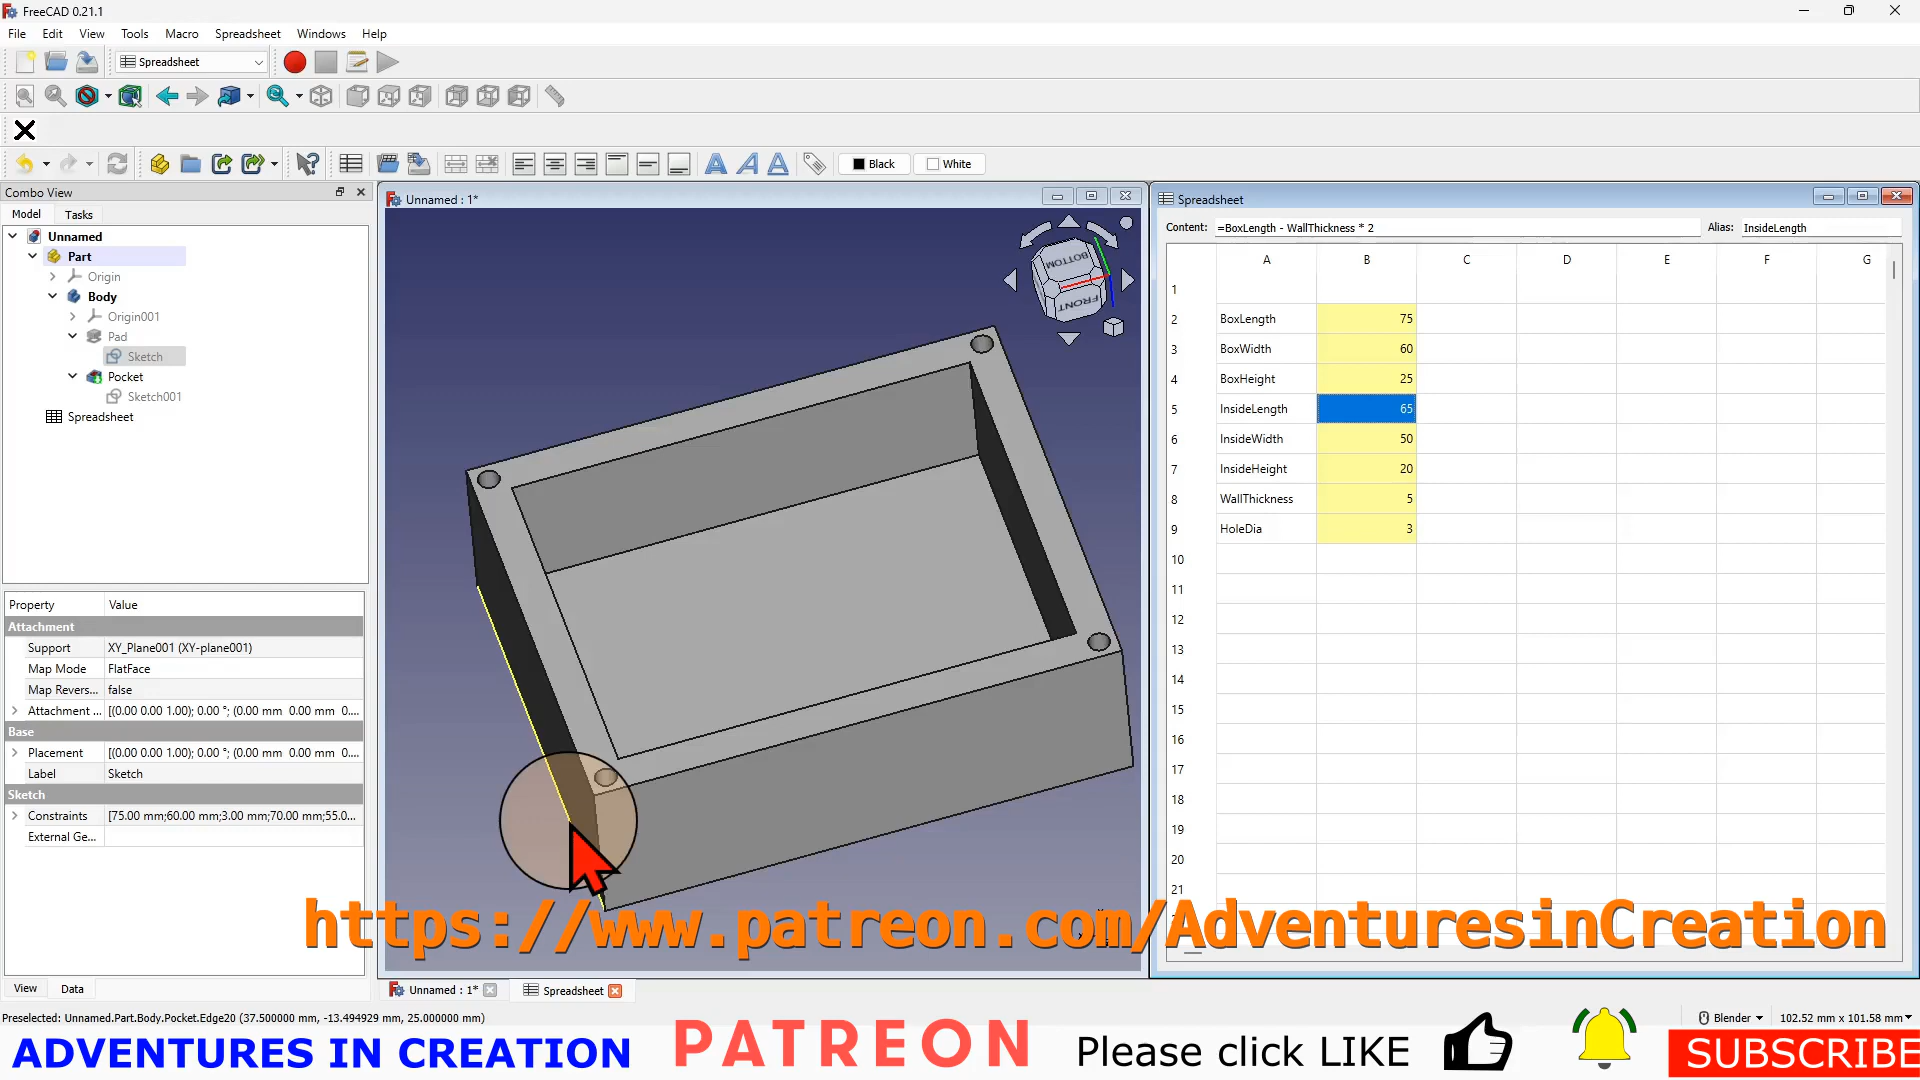 FreeCAD 0.21.1
File Edit View Tools Macro Spreadsheet Windows Help
Spreadsheet
Black White
Combo View
Model Tasks
Unnamed
Part
Origin
Body
Origin001
Pad
Sketch
Pocket
Sketch001
Spreadsheet
Property Value
Attachment
Support XY_Plane001 (XY-plane001)
Map Mode FlatFace
Map Revers... false
Attachment ... [(0.00 0.00 1.00); 0.00 °; (0.00 mm 0.00 mm 0....
Base
Placement [(0.00 0.00 1.00); 0.00 °; (0.00 mm 0.00 mm 0....
Label Sketch
Sketch
Constraints [75.00 mm;60.00 mm;3.00 mm;70.00 mm;55.0...
External Ge...
View Data
Unnamed : 1*
BOTTOM
FRONT
Spreadsheet
Content: =BoxLength - WallThickness * 2 Alias: InsideLength
A B C D E F G
1
2 BoxLength 75
3 BoxWidth 60
4 BoxHeight 25
5 InsideLength 65
6 InsideWidth 50
7 InsideHeight 20
8 WallThickness 5
9 HoleDia 3
10
11
12
13
14
15
16
17
18
19
20
21
https://www.patreon.com/AdventuresinCreation
Unnamed : 1* Spreadsheet
Preselected: Unnamed.Part.Body.Pocket.Edge20 (37.500000 mm, -13.494929 mm, 25.000000 mm)
Blender 102.52 mm x 101.58 mm
ADVENTURES IN CREATION PATREON Please click LIKE SUBSCRIBE